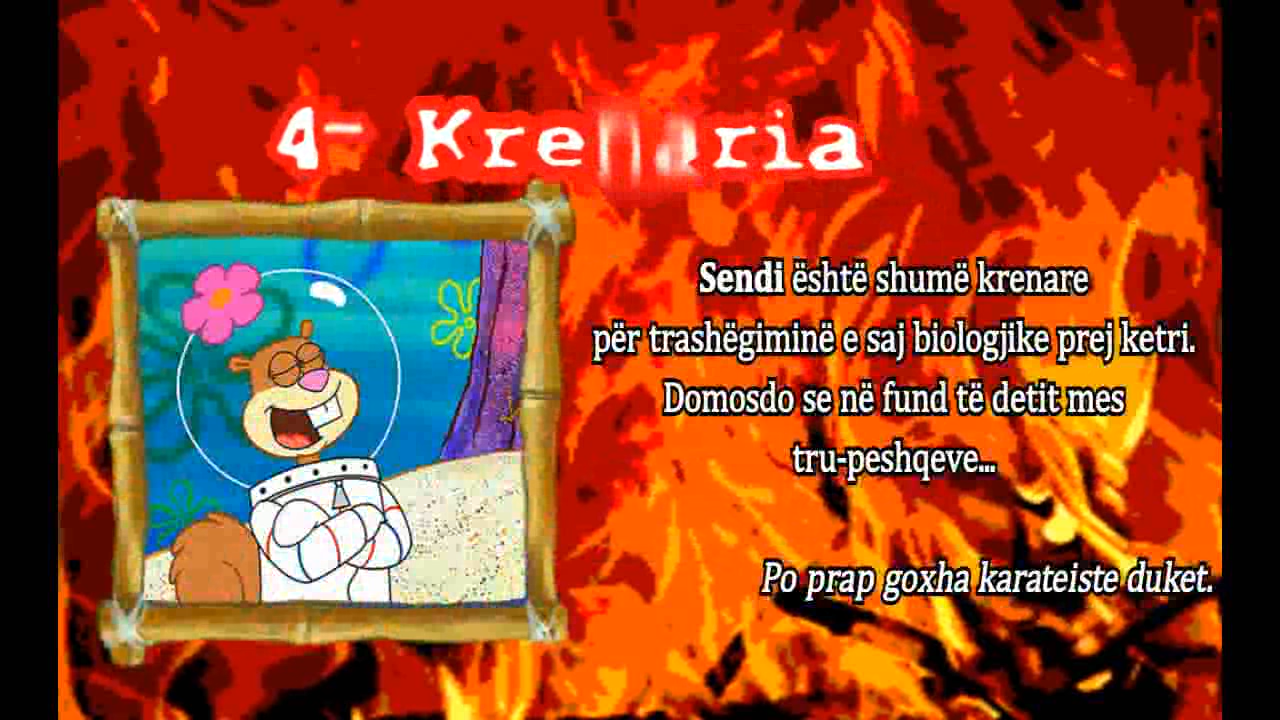 4- Krenaria
Sendi është shumë krenare
për trashëgiminë e saj biologjike prej ketri.
Domosdo se në fund të detit mes
tru-peshqeve...
Po prap goxha karateiste duket.